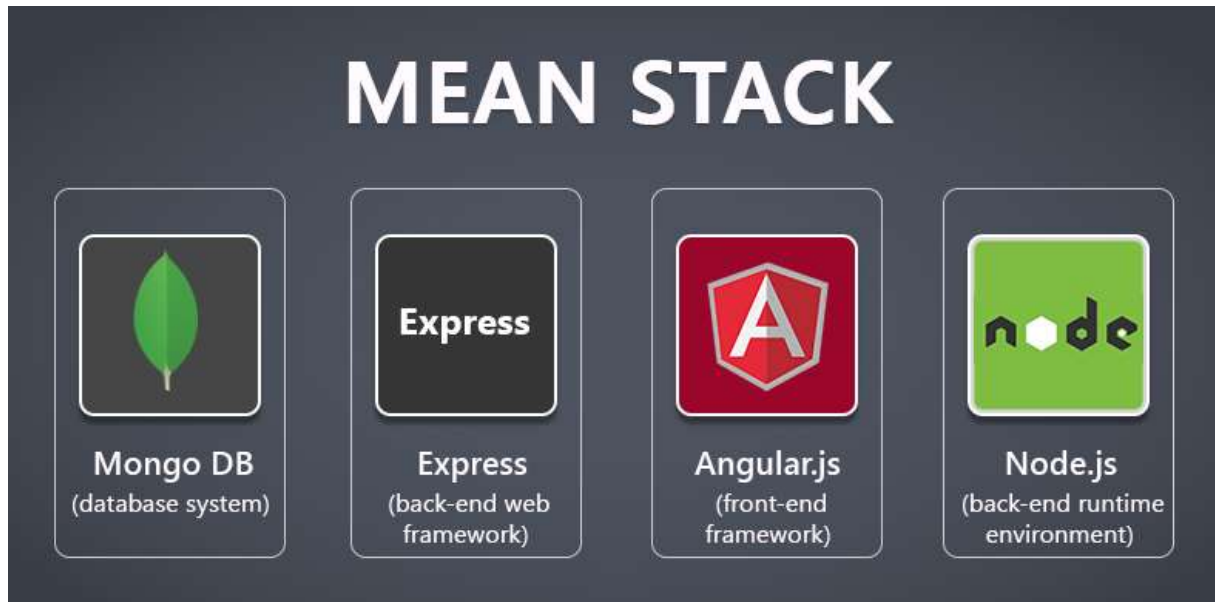 MEAN STACK
Express
node
Mongo DB
(database system)
Express
(back-end web
framework)
Angular.js
(front-end
framework)
Node.js
(back-end runtime
environment)